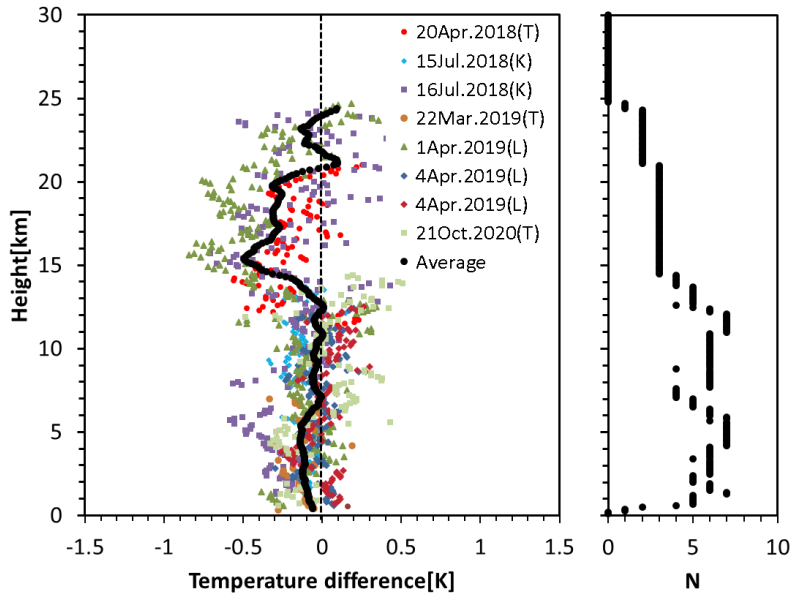 30
25
20
15
10
5
0
Height[km]
-1.5
-1
-0.5
0
0.5
1
1.5
Temperature difference[K]
20Apr.2018(T)
15Jul.2018(K)
16Jul.2018(K)
22Mar.2019(T)
1Apr.2019(L)
4Apr.2019(L)
4Apr.2019(L)
21Oct.2020(T)
Average
0
5
10
N